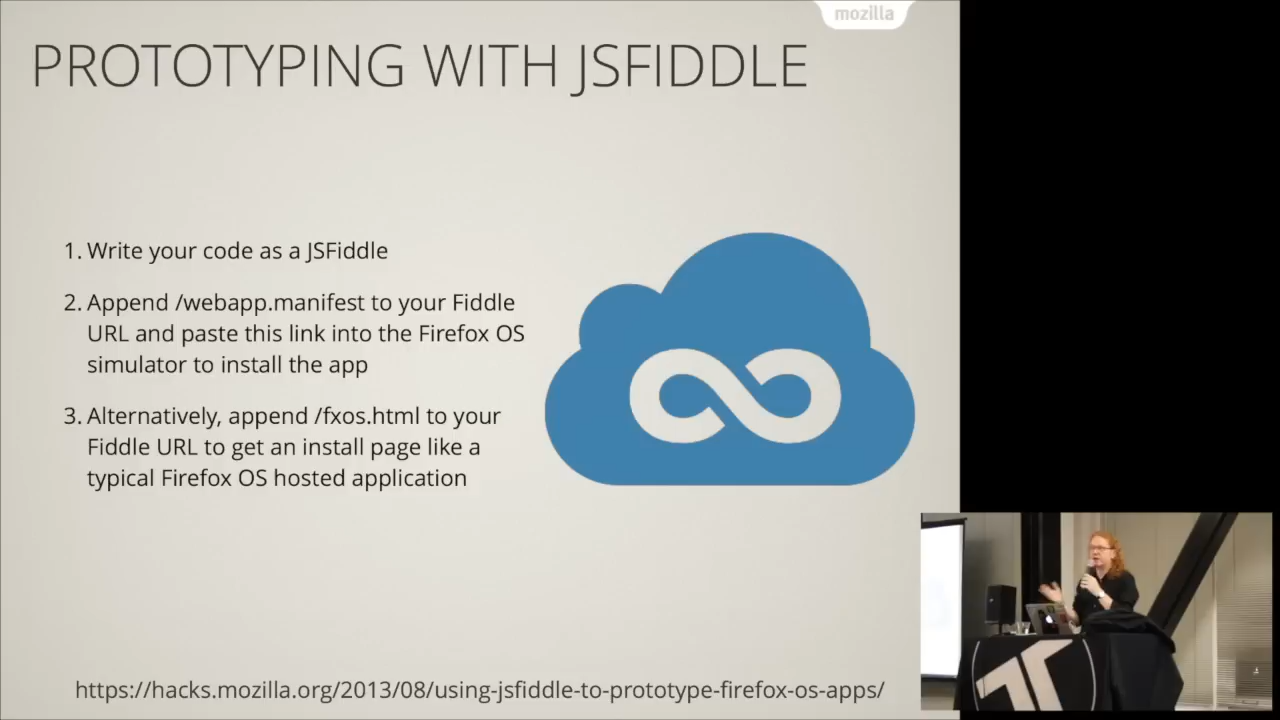 mozilla
PROTOTYPING WITH JSFIDDLE
1. Write your code as a JSFiddle
2. Append /webapp.manifest to your Fiddle
URL and paste this link into the Firefox OS
simulator to install the app
3. Alternatively, append /fxos.html to your
Fiddle URL to get an install page like a
typical Firefox OS hosted application
https://hacks.mozilla.org/2013/08/using-jsfiddle-to-prototype-firefox-os-apps/